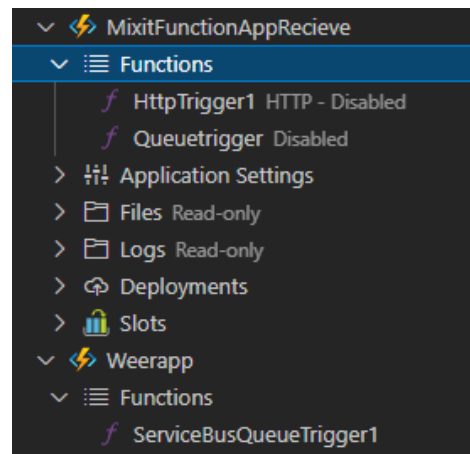 MixitFunctionAppRecieve
Functions
HttpTrigger1 HTTP - Disabled
Queuetrigger Disabled
Application Settings
Files Read-only
Logs Read-only
Deployments
Slots
Weerapp
Functions
ServiceBusQueueTrigger1